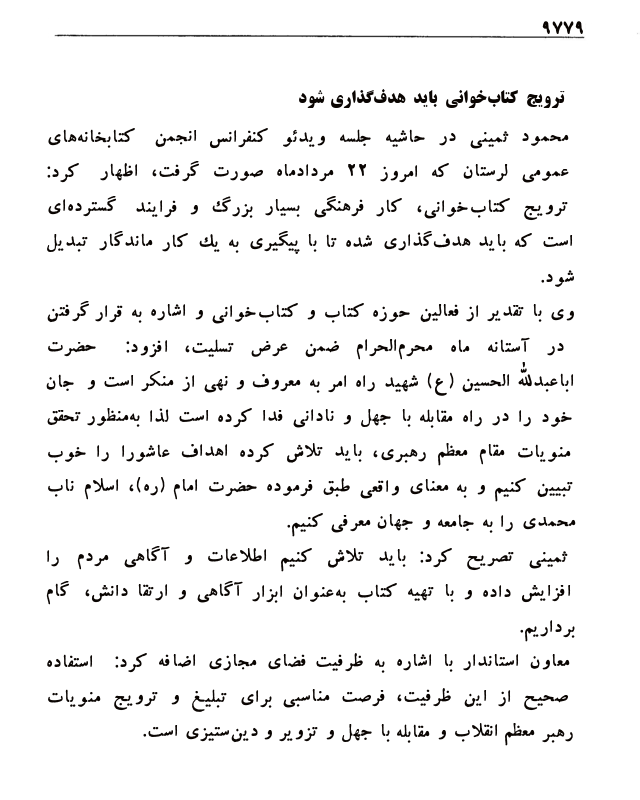 ۹۷۷۹
ترویج کتاب‌خوانی باید هدف‌گذاری شود
محمود ثمینی در حاشیه جلسه ویدئو کنفرانس انجمن کتابخانه‌های
عمومی لرستان که امروز ۲۲ مردادماه صورت گرفت، اظهار کرد:
ترویج کتاب‌خوانی، کار فرهنگی بسیار بزرگ و فرایند گسترده‌ای
است که باید هدف‌گذاری شده تا با پیگیری به یك کار ماندگار تبدیل
شود.
وی با تقدیر از فعالین حوزه کتاب و کتاب‌خوانی و اشاره به قرار گرفتن
در آستانه ماه محرم‌الحرام ضمن عرض تسلیت، افزود: حضرت
اباعبدلله الحسین (ع) شهید راه امر به معروف و نهی از منکر است و جان
خود را در راه مقابله با جهل و نادانی فدا کرده است لذا به‌منظور تحقق
منویات مقام معظم رهبری، باید تلاش کرده اهداف عاشورا را خوب
تبیین کنیم و به معنای واقعی طبق فرموده حضرت امام (ره)، اسلام ناب
محمدی را به جامعه و جهان معرفی کنیم.
ثمینی تصریح کرد: باید تلاش کنیم اطلاعات و آگاهی مردم را
افزایش داده و با تهیه کتاب به‌عنوان ابزار آگاهی و ارتقا دانش، گام
برداریم.
معاون استاندار با اشاره به ظرفیت فضای مجازی اضافه کرد: استفاده
صحیح از این ظرفیت، فرصت مناسبی برای تبلیغ و ترویج منویات
رهبر معظم انقلاب و مقابله با جهل و تزویر و دین‌ستیزی است.